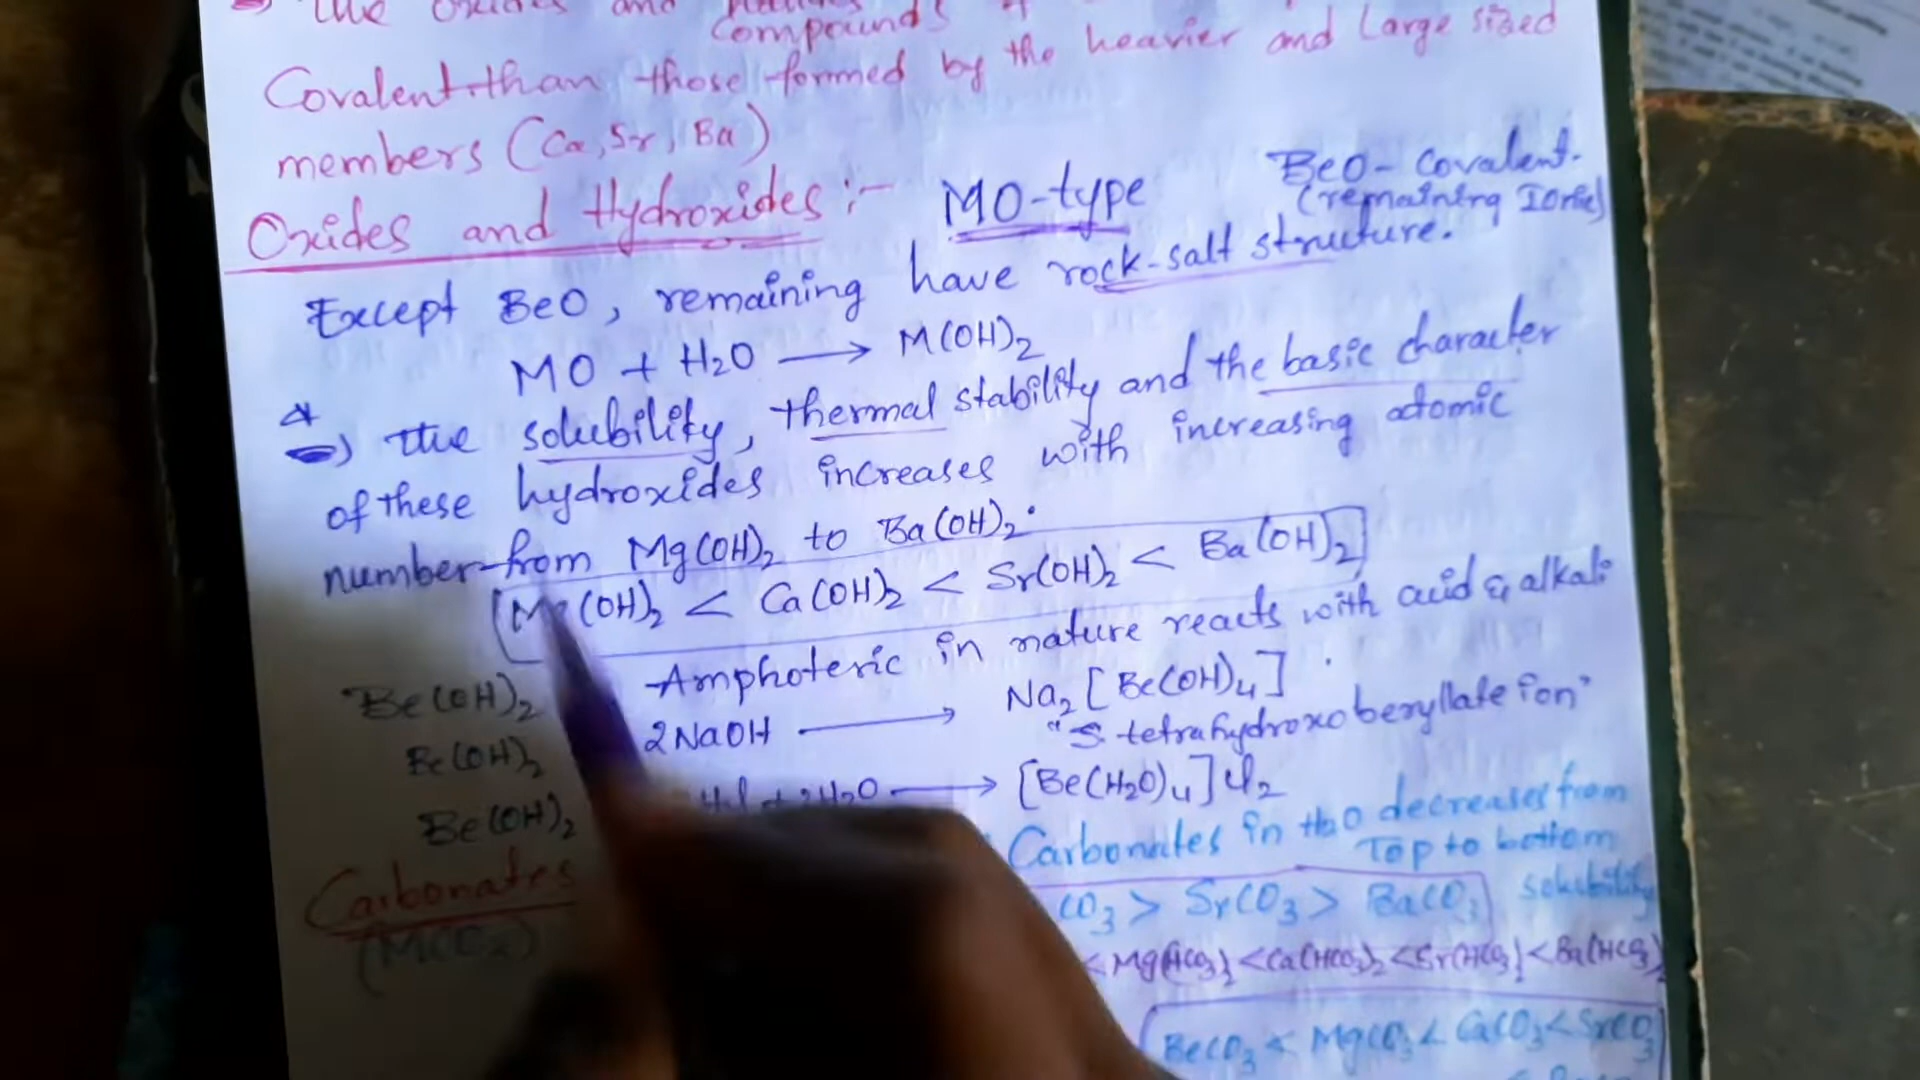 the oxides and
compounds
Covalent than those formed by the heavier and large sized
members (Ca, Sr, Ba)
Oxides and Hydroxides :- MO-type
BeO - Covalent.
(remaining Ionic)
Except BeO, remaining have rock-salt structure.
MO + H2O ⟶ M(OH)2
the solubility, thermal stability and the basic character
of these hydroxides increases with increasing atomic
number from Mg(OH)2 to Ba(OH)2.
(OH)2 < Ca(OH)2 < Sr(OH)2 < Ba(OH)2
Amphoteric in nature reacts with acid & alkali
Be(OH)2
Be(OH)2 2NaOH ⟶ Na2[Be(OH)4]
"S. tetrahydroxoberyllate ion"
Be(OH)2 + 2H2O ⟶ [Be(H2O)4]Cl2
Carbonates
Carbonates in H2O decreases from
Top to bottom
CO3 > SrCO3 > BaCO3 solubility
< Mg(HCO3) < Ca(HCO3)2 < Sr(HCO3) < Ba(HCO3)
BeCO3 < MgCO3 < CaCO3 < SrCO3